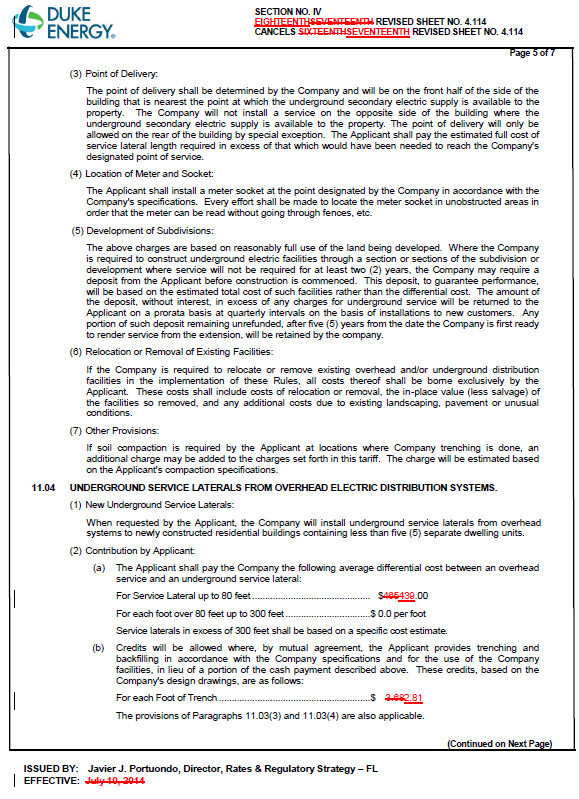 DUKE
ENERGY®
SECTION NO. IV
EIGHTEENTHSEVENTEENTH REVISED SHEET NO. 4.114
CANCELS SIXTEENTHSEVENTEENTH REVISED SHEET NO. 4.114
Page 5 of 7
(3) Point of Delivery:
The point of delivery shall be determined by the Company and will be on the front half of the side of the
building that is nearest the point at which the underground secondary electric supply is available to the
property. The Company will not install a service on the opposite side of the building where the
underground secondary electric supply is available to the property. The point of delivery will only be
allowed on the rear of the building by special exception. The Applicant shall pay the estimated full cost of
service lateral length required in excess of that which would have been needed to reach the Company's
designated point of service.
(4) Location of Meter and Socket:
The Applicant shall install a meter socket at the point designated by the Company in accordance with the
Company's specifications. Every effort shall be made to locate the meter socket in unobstructed areas in
order that the meter can be read without going through fences, etc.
(5) Development of Subdivisions:
The above charges are based on reasonably full use of the land being developed. Where the Company
is required to construct underground electric facilities through a section or sections of the subdivision or
development where service will not be required for at least two (2) years, the Company may require a
deposit from the Applicant before construction is commenced. This deposit, to guarantee performance,
will be based on the estimated total cost of such facilities rather than the differential cost. The amount of
the deposit, without interest, in excess of any charges for underground service will be returned to the
Applicant on a prorata basis at quarterly intervals on the basis of installations to new customers. Any
portion of such deposit remaining unrefunded, after five (5) years from the date the Company is first ready
to render service from the extension, will be retained by the company.
(6) Relocation or Removal of Existing Facilities:
If the Company is required to relocate or remove existing overhead and/or underground distribution
facilities in the implementation of these Rules, all costs thereof shall be borne exclusively by the
Applicant. These costs shall include costs of relocation or removal, the in-place value (less salvage) of
the facilities so removed, and any additional costs due to existing landscaping, pavement or unusual
conditions.
(7) Other Provisions:
If soil compaction is required by the Applicant at locations where Company trenching is done, an
additional charge may be added to the charges set forth in this tariff. The charge will be estimated based
on the Applicant's compaction specifications.
11.04 UNDERGROUND SERVICE LATERALS FROM OVERHEAD ELECTRIC DISTRIBUTION SYSTEMS.
(1) New Underground Service Laterals:
When requested by the Applicant, the Company will install underground service laterals from overhead
systems to newly constructed residential buildings containing less than five (5) separate dwelling units.
(2) Contribution by Applicant:
(a) The Applicant shall pay the Company the following average differential cost between an overhead
service and an underground service lateral:
For Service Lateral up to 80 feet ............................................. $465439.00
For each foot over 80 feet up to 300 feet ................................$ 0.0 per foot
Service laterals in excess of 300 feet shall be based on a specific cost estimate.
(b) Credits will be allowed where, by mutual agreement, the Applicant provides trenching and
backfilling in accordance with the Company specifications and for the use of the Company
facilities, in lieu of a portion of the cash payment described above. These credits, based on the
Company's design drawings, are as follows:
For each Foot of Trench ..........................................................$ 3.682.81
The provisions of Paragraphs 11.03(3) and 11.03(4) are also applicable.
(Continued on Next Page)
ISSUED BY: Javier J. Portuondo, Director, Rates & Regulatory Strategy – FL
EFFECTIVE: July 10, 2014